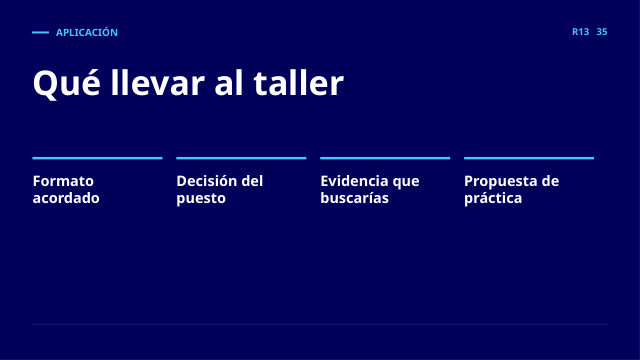 APLICACIÓN
R13 35
Qué llevar al taller
Formato
acordado
Decisión del
puesto
Evidencia que
buscarías
Propuesta de
práctica